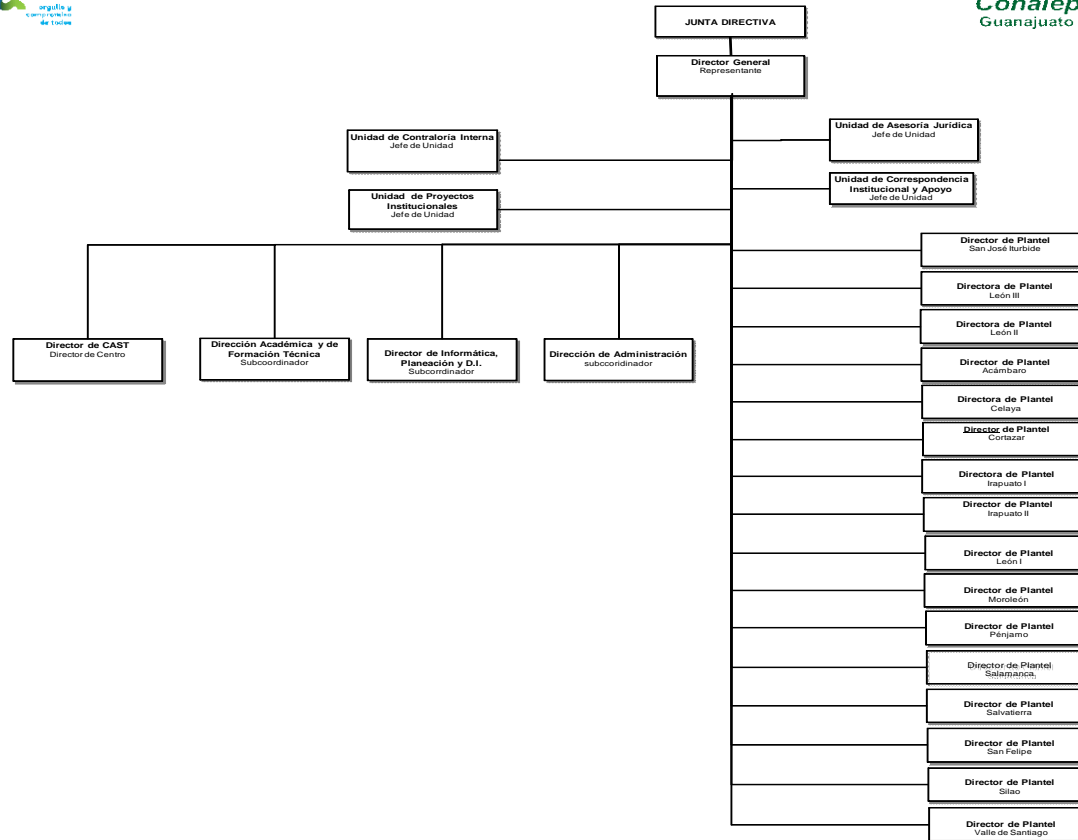 orgullo y
compromiso
de todos
Conalep
Guanajuato
JUNTA DIRECTIVA
Director General
Representante
Unidad de Contraloría Interna
Jefe de Unidad
Unidad de Asesoría Jurídica
Jefe de Unidad
Unidad de Proyectos
Institucionales
Jefe de Unidad
Unidad de Correspondencia
Institucional y Apoyo
Jefe de Unidad
Director de CAST
Director de Centro
Dirección Académica y de
Formación Técnica
Subcoordinador
Director de Informática,
Planeación y D.I.
Subcorrdinador
Dirección de Administración
subccoridinador
Director de Plantel
San José Iturbide
Directora de Plantel
León III
Directora de Plantel
León II
Director de Plantel
Acámbaro
Directora de Plantel
Celaya
Director de Plantel
Cortazar
Directora de Plantel
Irapuato I
Director de Plantel
Irapuato II
Director de Plantel
León I
Director de Plantel
Moroleón
Director de Plantel
Pénjamo
Director de Plantel
Salamanca
Director de Plantel
Salvatierra
Director de Plantel
San Felipe
Director de Plantel
Silao
Director de Plantel
Valle de Santiago